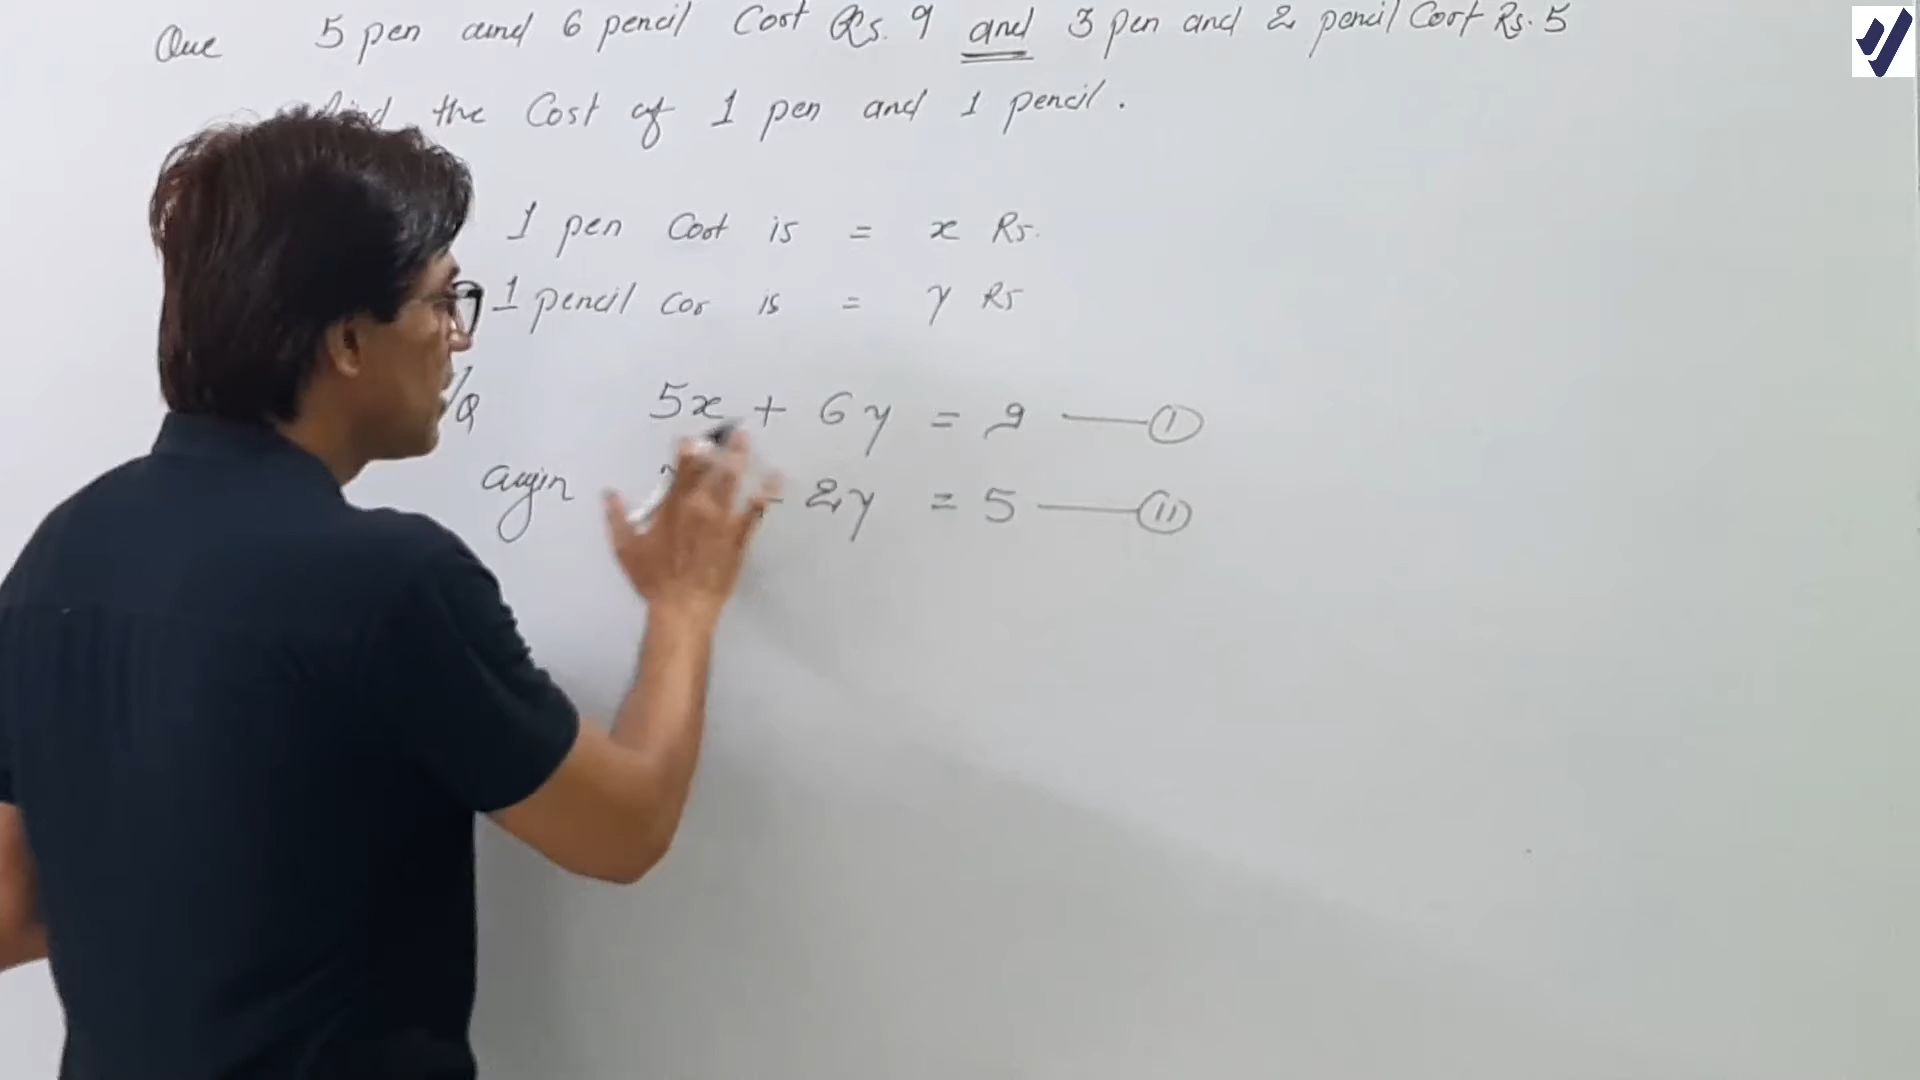 Que 5 pen and 6 pencil Cost Rs. 9 and 3 pen and 2 pencil Cost Rs. 5
find the Cost of 1 pen and 1 pencil.
1 pen Cost is = x Rs.
1 pencil cos is = y Rs
/Q 5x + 6y = 9 — (I)
agin 2y = 5 — (II)